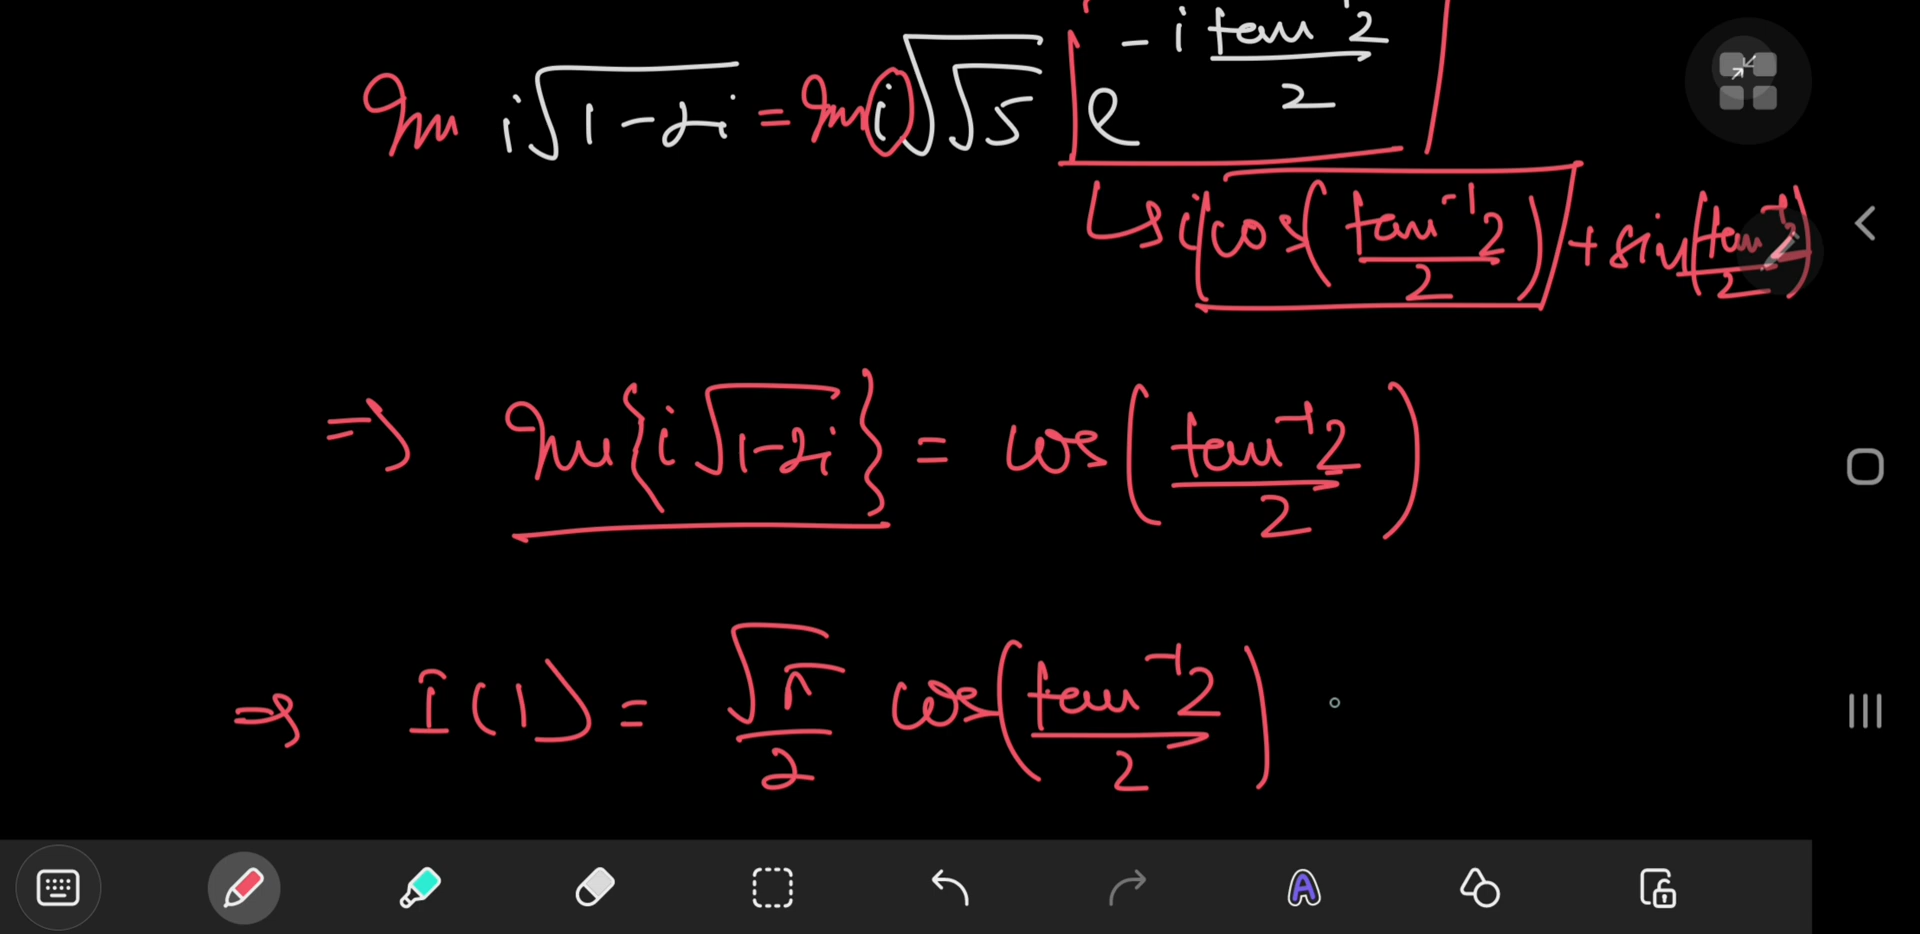 Im i√(1-2i) = Im i√(√5) [e^(-i tan⁻¹2/2)]
↳ i cos(tan⁻¹2/2) + sin(tan⁻¹2/2)
⇒ Im{i√(1-2i)} = cos(tan⁻¹2/2)
⇒ I(1) = √π/2 cos(tan⁻¹2/2)
A